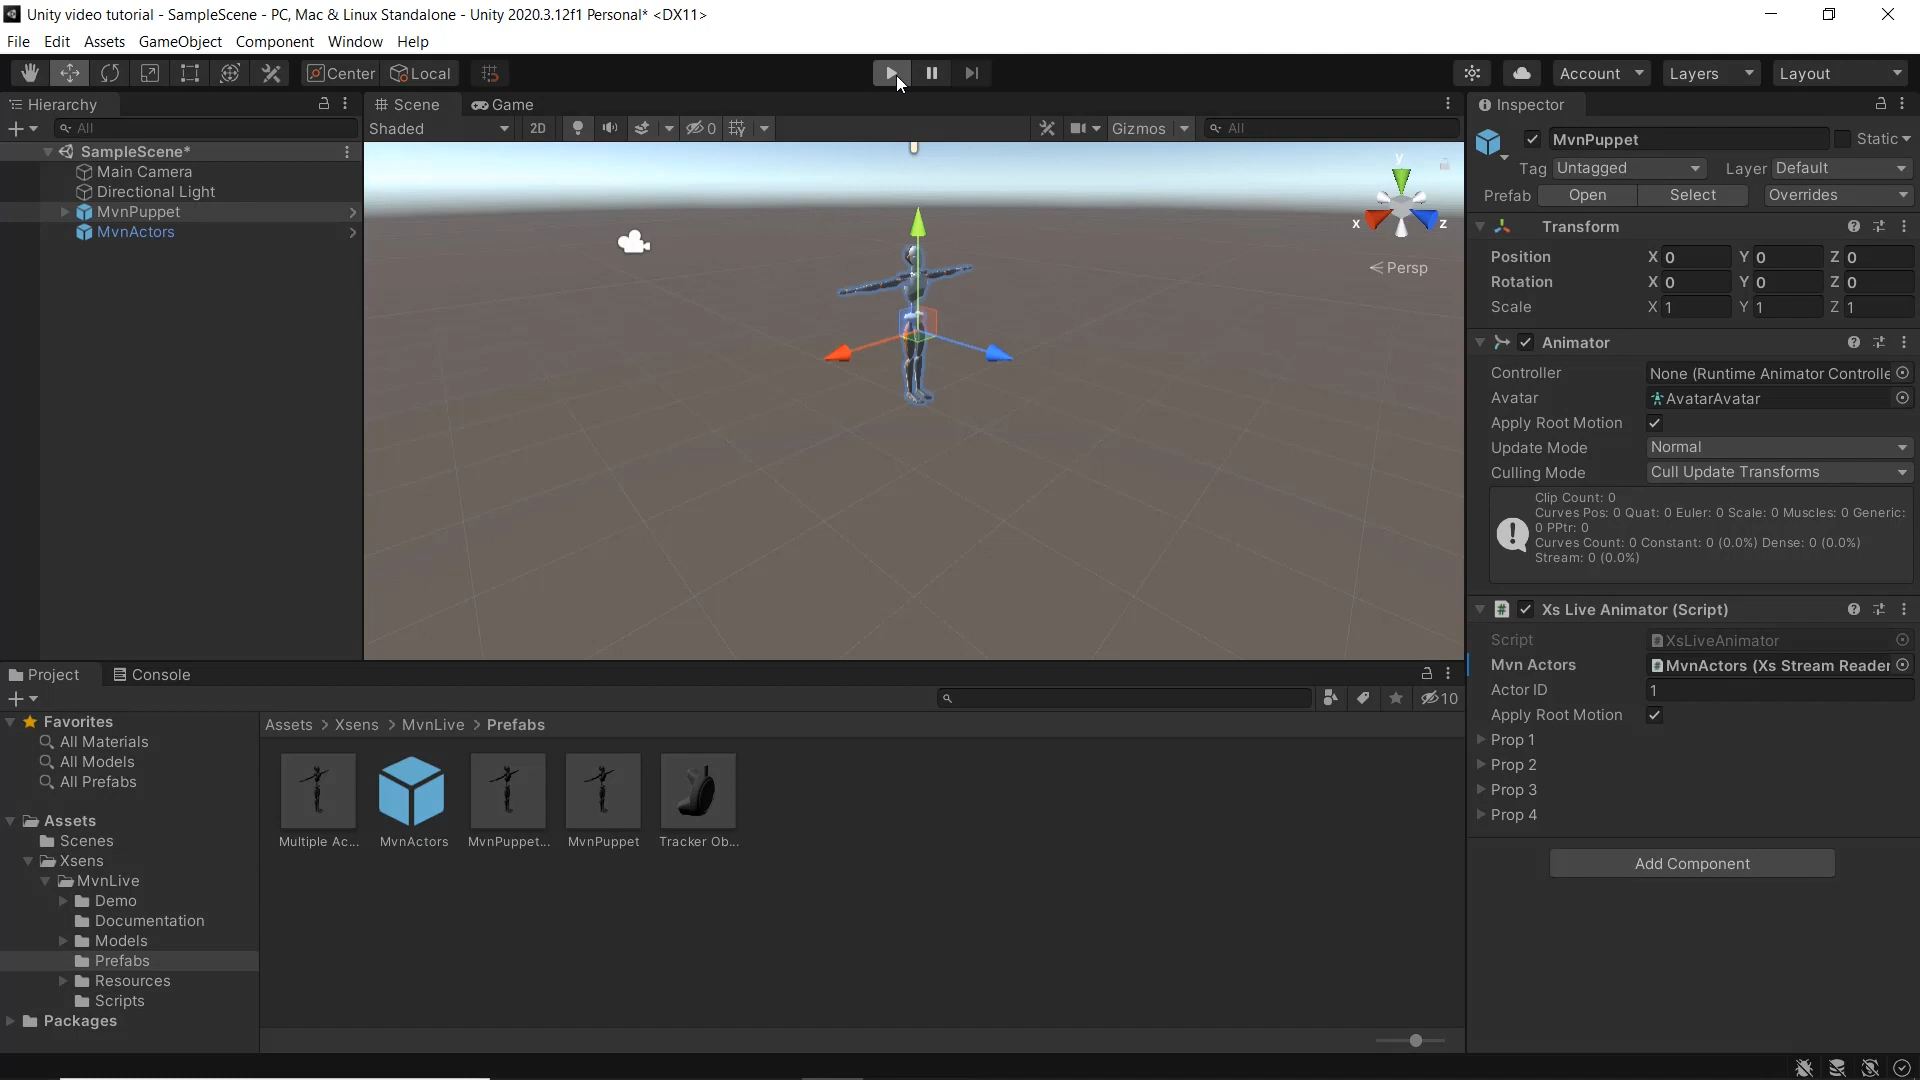 Unity video tutorial - SampleScene - PC, Mac & Linux Standalone - Unity 2020.3.12f1 Personal* <DX11>
File Edit Assets GameObject Component Window Help
Center Local Account Layers Layout
Hierarchy
All
SampleScene*
Main Camera
Directional Light
MvnPuppet
MvnActors
Scene Game
Shaded 2D 0 Gizmos All
y
x z
Persp
Inspector
MvnPuppet Static
Tag Untagged Layer Default
Prefab Open Select Overrides
Transform
Position X 0 Y 0 Z 0
Rotation X 0 Y 0 Z 0
Scale X 1 Y 1 Z 1
Animator
Controller None (Runtime Animator Controlle
Avatar AvatarAvatar
Apply Root Motion
Update Mode Normal
Culling Mode Cull Update Transforms
Clip Count: 0
Curves Pos: 0 Quat: 0 Euler: 0 Scale: 0 Muscles: 0 Generic:
0 PPtr: 0
Curves Count: 0 Constant: 0 (0.0%) Dense: 0 (0.0%)
Stream: 0 (0.0%)
Xs Live Animator (Script)
Script XsLiveAnimator
Mvn Actors MvnActors (Xs Stream Reader
Actor ID 1
Apply Root Motion
Prop 1
Prop 2
Prop 3
Prop 4
Add Component
Project Console
10
Favorites
All Materials
All Models
All Prefabs
Assets
Scenes
Xsens
MvnLive
Demo
Documentation
Models
Prefabs
Resources
Scripts
Packages
Assets > Xsens > MvnLive > Prefabs
Multiple Ac... MvnActors MvnPuppet... MvnPuppet Tracker Ob...